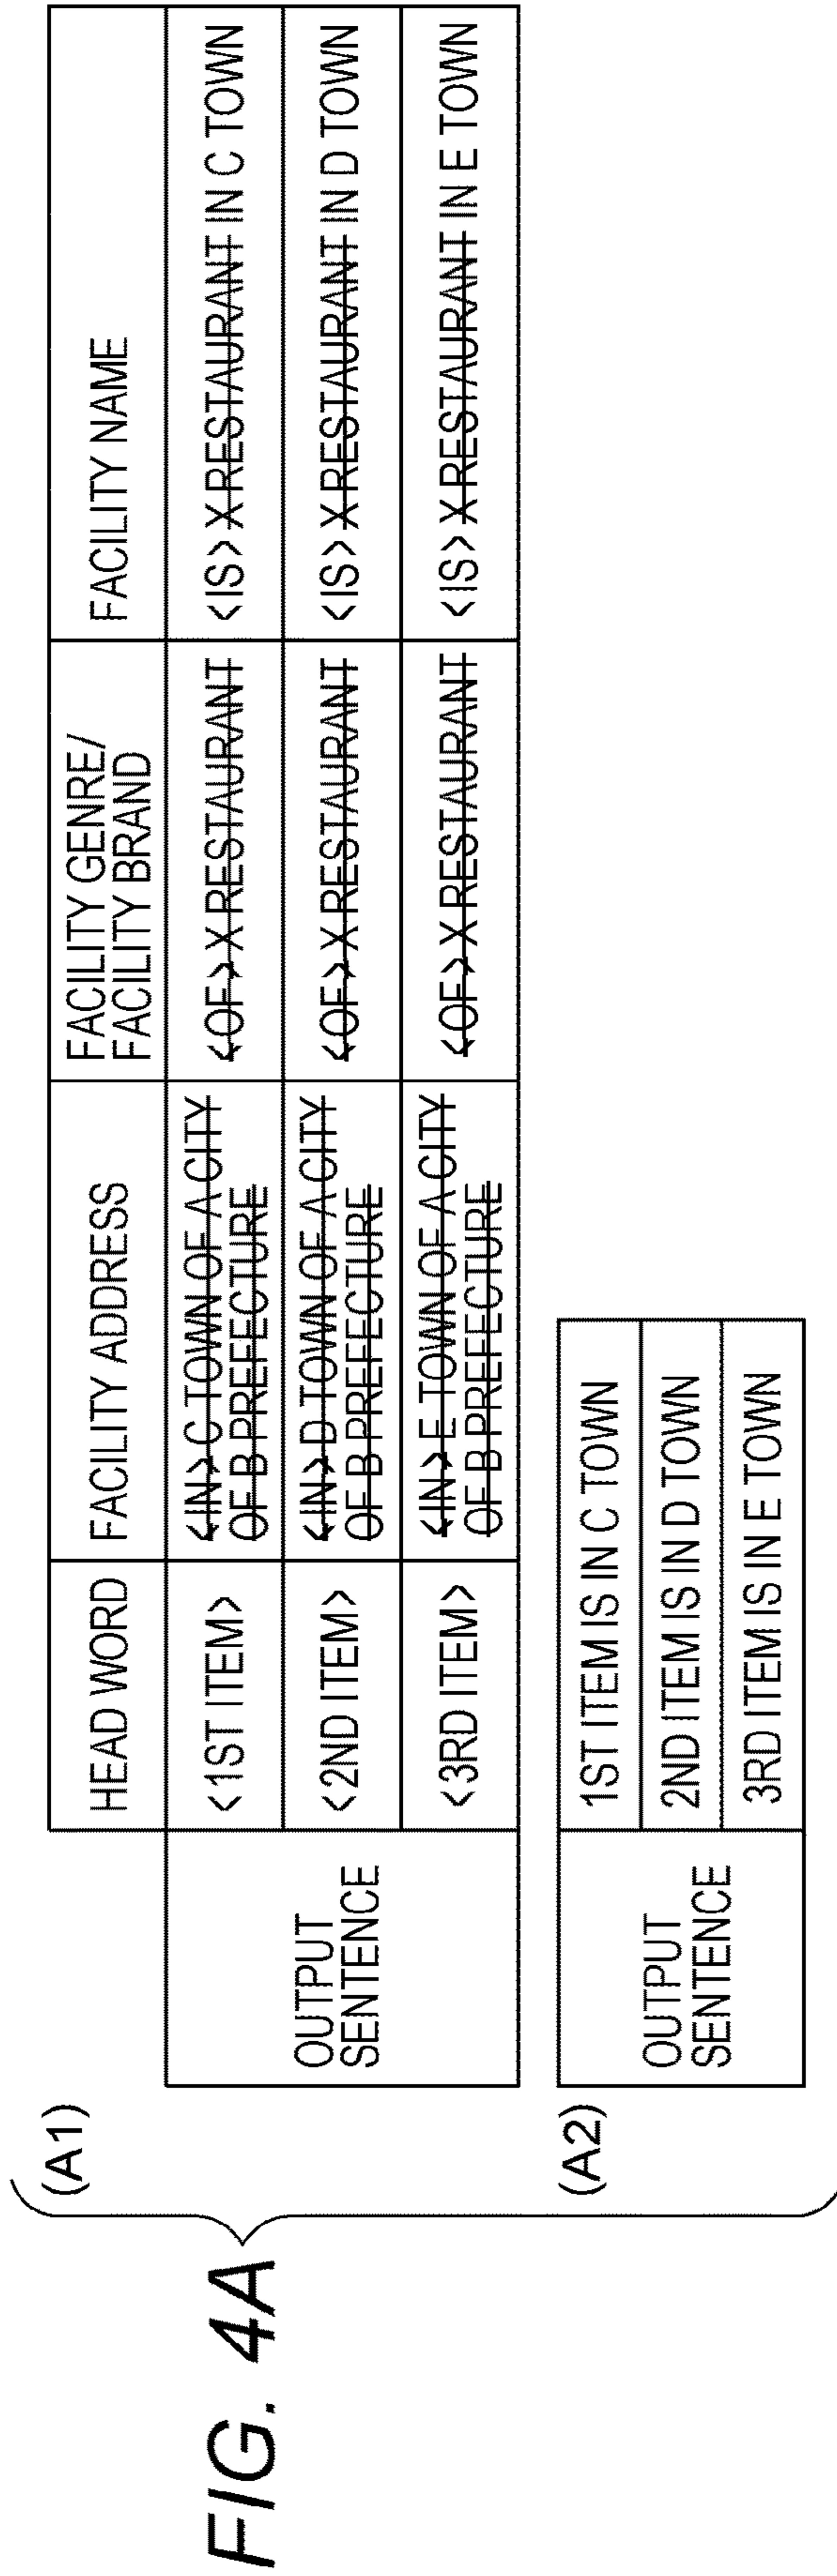 FIG. 4A
(A1)
HEAD WORD
FACILITY ADDRESS
FACILITY GENRE/
FACILITY BRAND
FACILITY NAME
OUTPUT
SENTENCE
<1ST ITEM>
<IN> C TOWN OF A CITY
OF B PREFECTURE
<OF> X RESTAURANT
<IS> X RESTAURANT IN C TOWN
<2ND ITEM>
<IN> D TOWN OF A CITY
OF B PREFECTURE
<OF> X RESTAURANT
<IS> X RESTAURANT IN D TOWN
<3RD ITEM>
<IN> E TOWN OF A CITY
OF B PREFECTURE
<OF> X RESTAURANT
<IS> X RESTAURANT IN E TOWN
(A2)
OUTPUT
SENTENCE
1ST ITEM IS IN C TOWN
2ND ITEM IS IN D TOWN
3RD ITEM IS IN E TOWN